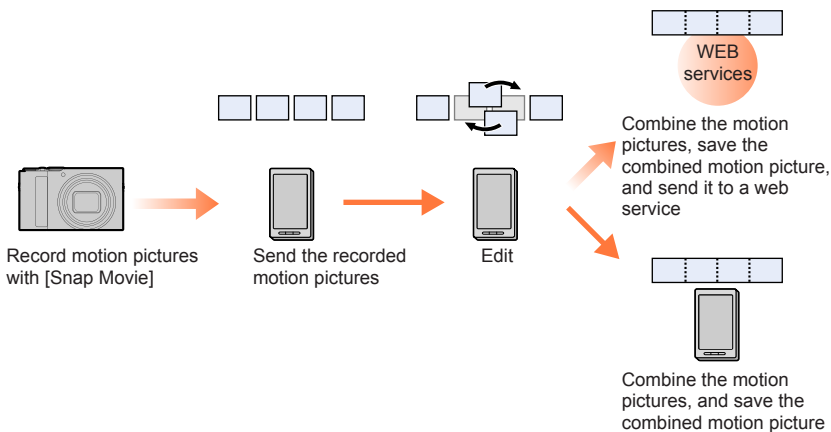 WEB
services
Combine the motion
pictures, save the
combined motion picture,
and send it to a web
service
Record motion pictures
with [Snap Movie]
Send the recorded
motion pictures
Edit
Combine the motion
pictures, and save the
combined motion picture